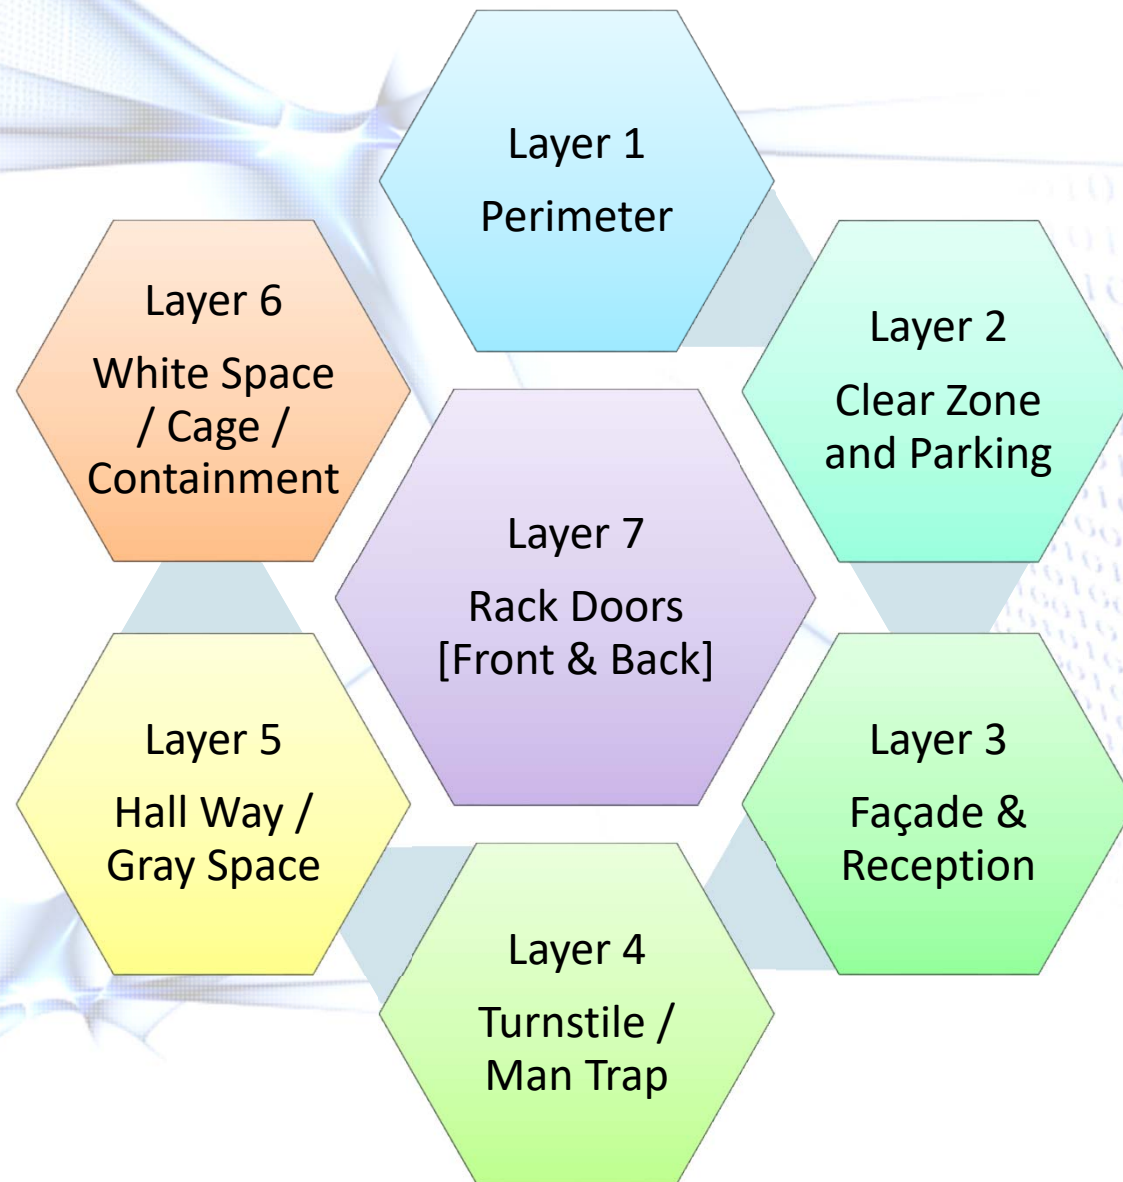 Layer 1
Perimeter
Layer 2
Clear Zone
and Parking
Layer 3
Façade &
Reception
Layer 4
Turnstile /
Man Trap
Layer 5
Hall Way /
Gray Space
Layer 6
White Space
/ Cage /
Containment
Layer 7
Rack Doors
[Front & Back]